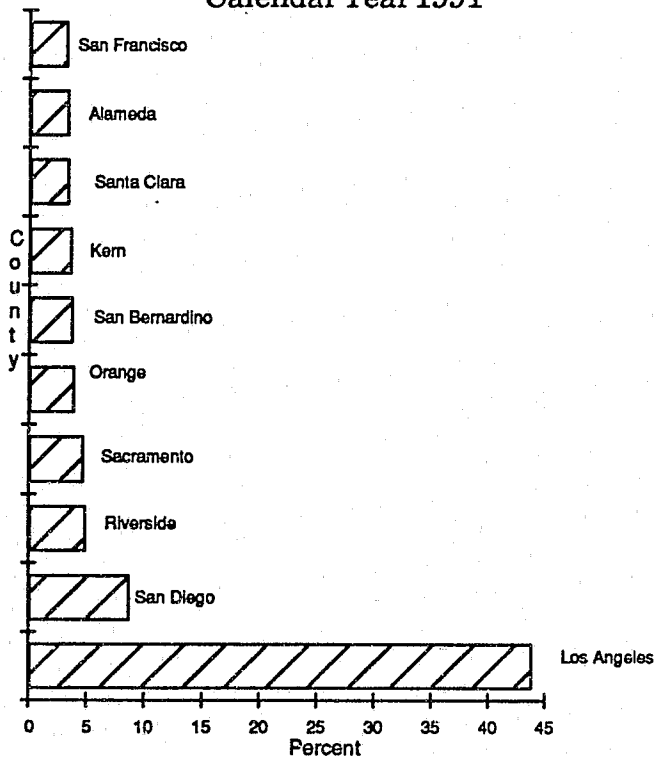 Calendar Year 1991
San Francisco
Alameda
Santa Clara
Kern
San Bernardino
Orange
Sacramento
Riverside
San Diego
Los Angeles
County
0 5 10 15 20 25 30 35 40 45
Percent